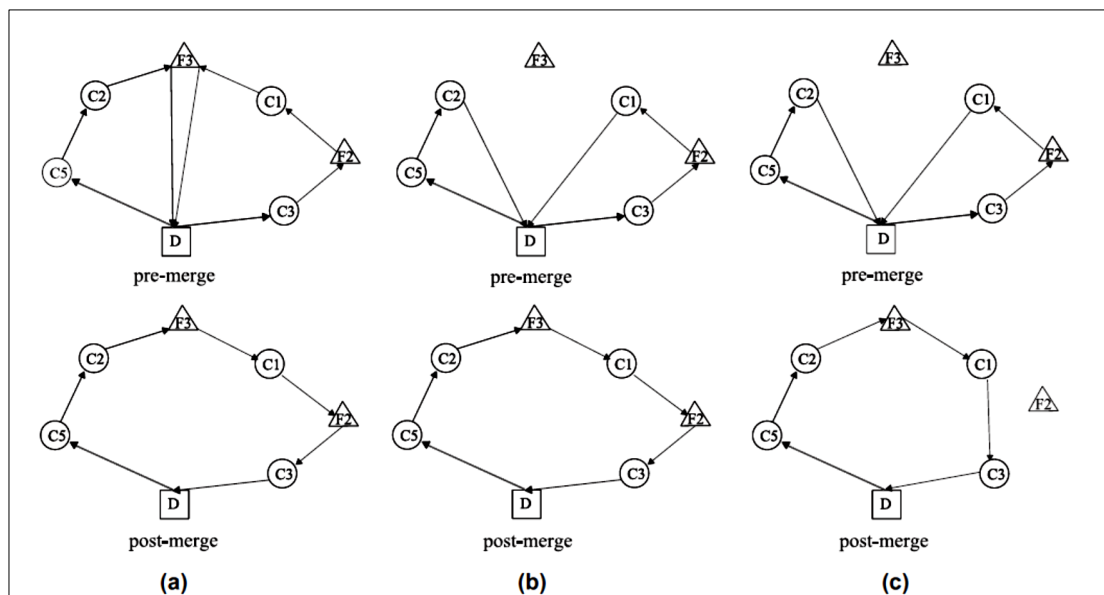 F3 F3 F3
C2 C1 C2 C1 C2 C1
F2 F2 F2
C5 C5 C5
C3 C3 C3
D D D
pre-merge pre-merge pre-merge
F3 F3 F3
C2 C1 C2 C1 C2 C1
F2 F2 F2
C5 C5 C5
C3 C3 C3
D D D
post-merge post-merge post-merge
(a) (b) (c)